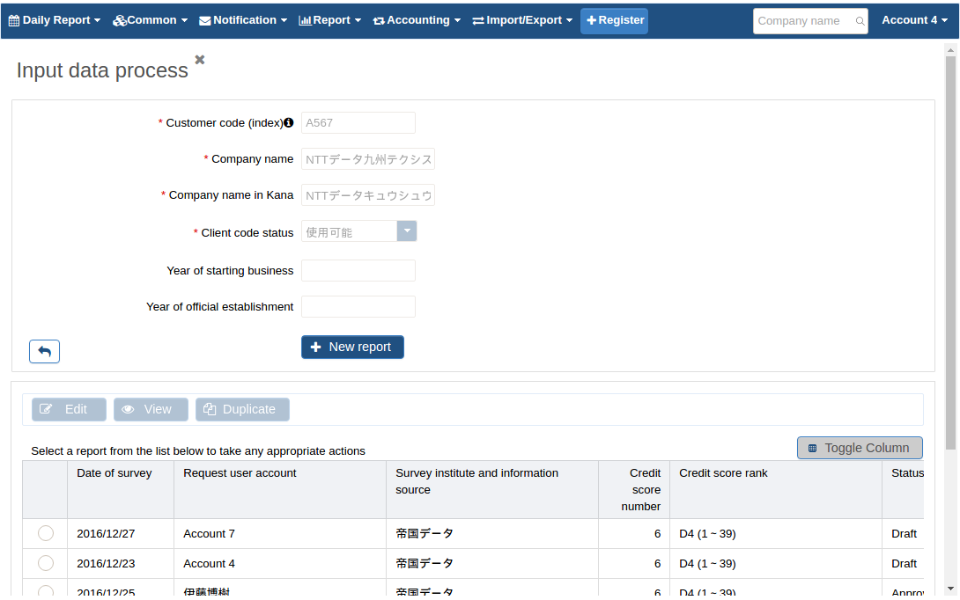 Daily Report Common Notification Report Accounting Import/Export Register Company name Account 4
Input data process
* Customer code (index) A567
* Company name NTTデータ九州テクシス
* Company name in Kana NTTデータキュウシュウ
* Client code status 使用可能
Year of starting business
Year of official establishment
New report
Edit View Duplicate
Select a report from the list below to take any appropriate actions Toggle Column
Date of survey Request user account Survey institute and information source Credit score number Credit score rank Status
2016/12/27 Account 7 帝国データ 6 D4 (1 ~ 39) Draft
2016/12/23 Account 4 帝国データ 6 D4 (1 ~ 39) Draft
2016/12/25 伊藤博樹 帝国データ 6 D4 (1 ~ 39)